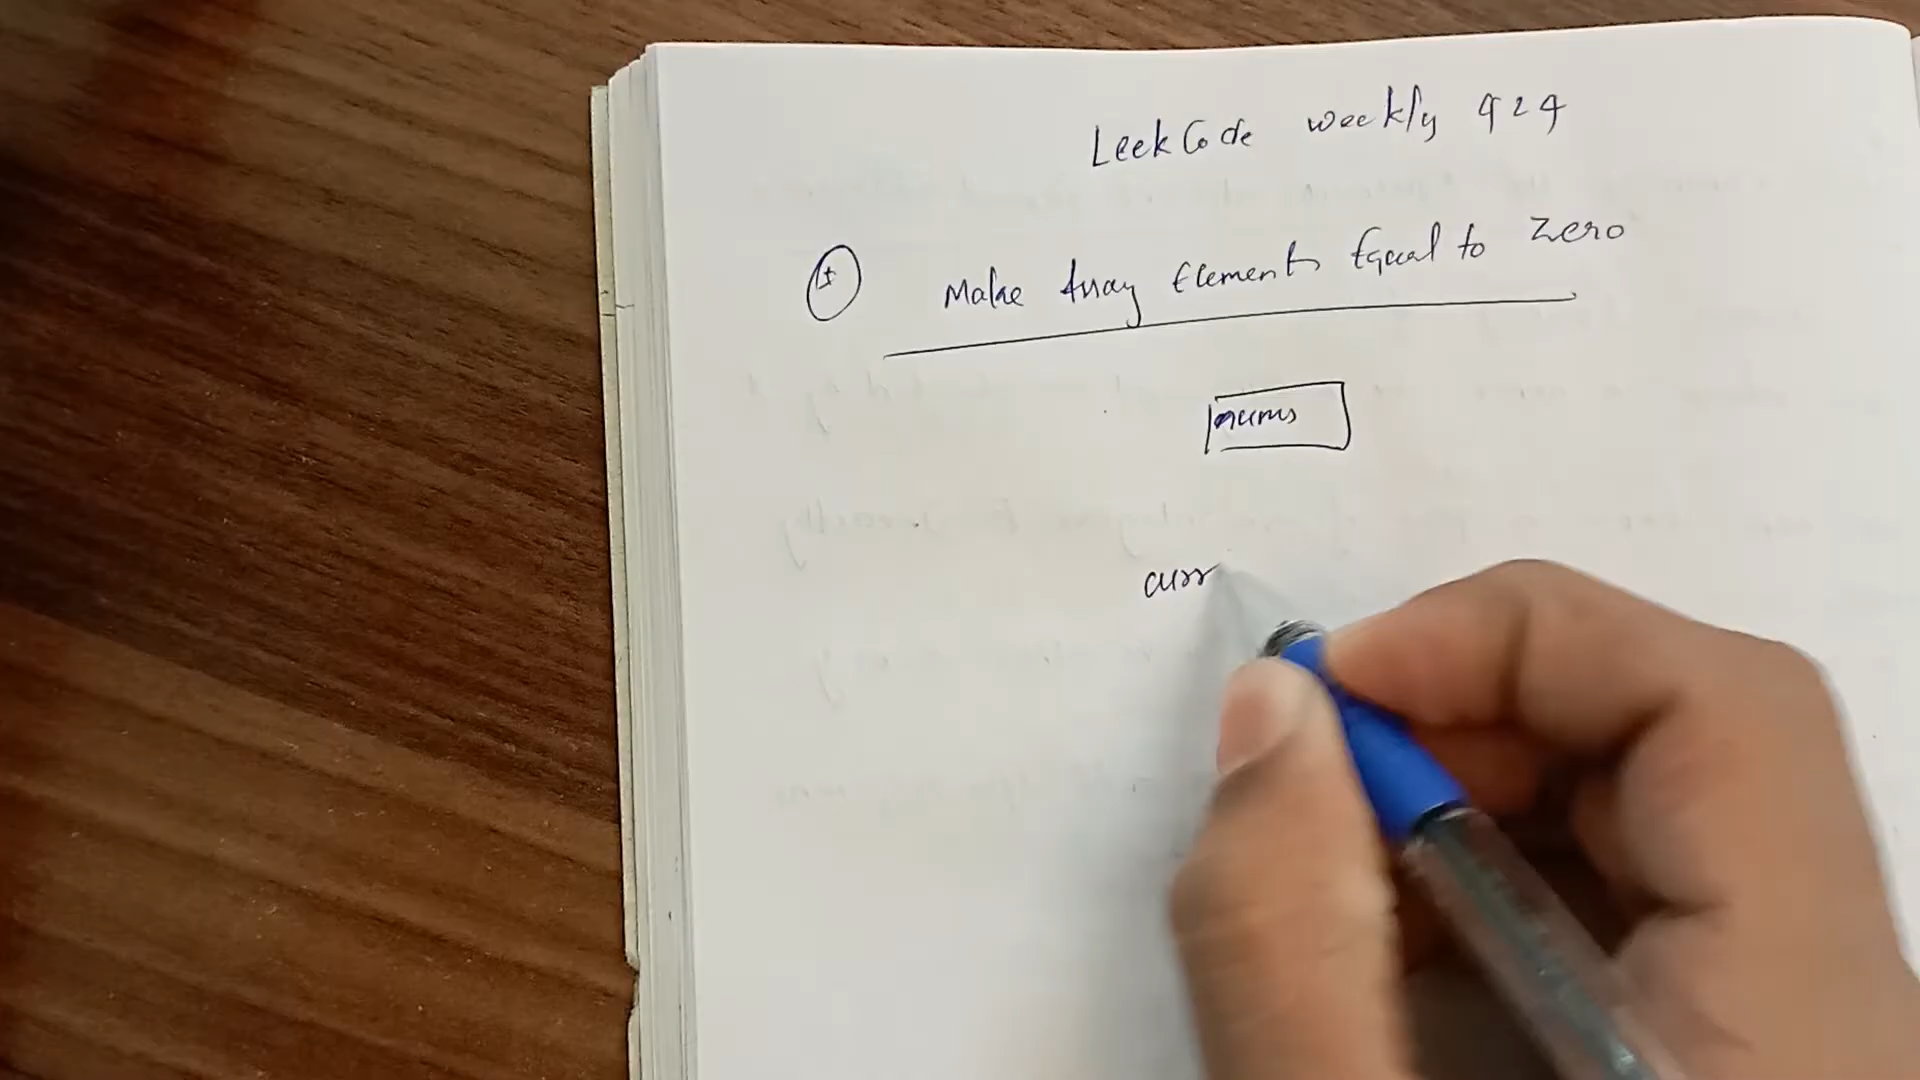 LeekCode weekly 424
1
Make Array Elements Equal to Zero
nums
curr